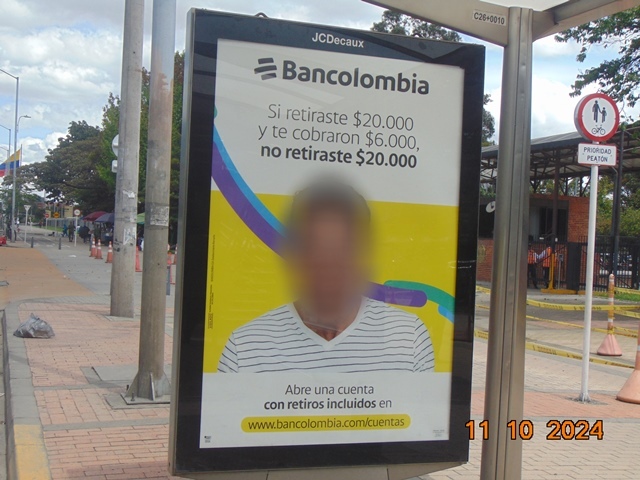 C26+0010
JCDecaux
Bancolombia
Si retiraste $20.000
y te cobraron $6.000,
no retiraste $20.000
PRIORIDAD
PEATÓN
Abre una cuenta
con retiros incluidos en
www.bancolombia.com/cuentas
11 10 2024